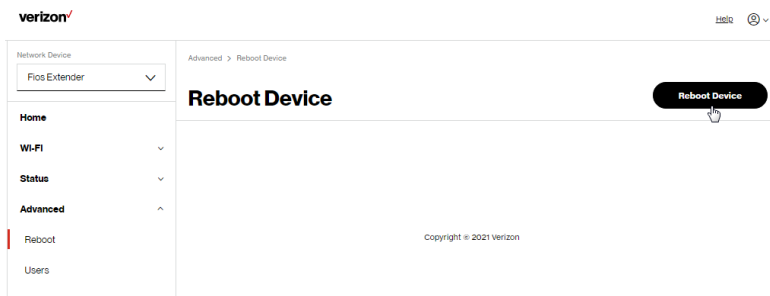 verizon✓
Help
Network Device
Fios Extender
Home
Wi-Fi
Status
Advanced
Reboot
Users
Advanced > Reboot Device
Reboot Device
Reboot Device
Copyright © 2021 Verizon